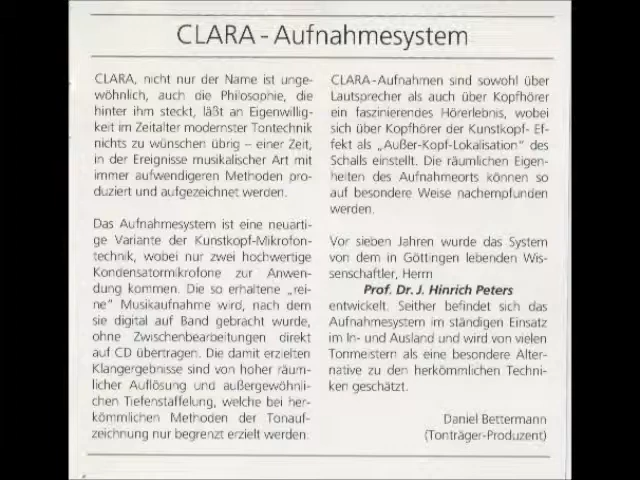 CLARA - Aufnahmesystem
CLARA, nicht nur der Name ist unge-
wöhnlich, auch die Philosophie, die
hinter ihm steckt, läßt an Eigenwillig-
keit im Zeitalter modernster Tontechnik
nichts zu wünschen übrig – einer Zeit,
in der Ereignisse musikalischer Art mit
immer aufwendigeren Methoden pro-
duziert und aufgezeichnet werden.
Das Aufnahmesystem ist eine neuarti-
ge Variante der Kunstkopf-Mikrofon-
technik, wobei nur zwei hochwertige
Kondensatormikrofone zur Anwen-
dung kommen. Die so erhaltene „rei-
ne" Musikaufnahme wird, nach dem
sie digital auf Band gebracht wurde,
ohne Zwischenbearbeitungen direkt
auf CD übertragen. Die damit erzielten
Klangergebnisse sind von hoher räum-
licher Auflösung und außergewöhnli-
chen Tiefenstaffelung, welche bei her-
kömmlichen Methoden der Tonauf-
zeichnung nur begrenzt erzielt werden.
CLARA-Aufnahmen sind sowohl über
Lautsprecher als auch über Kopfhörer
ein faszinierendes Hörerlebnis, wobei
sich über Kopfhörer der Kunstkopf- Ef-
fekt als „Außer-Kopf-Lokalisation" des
Schalls einstellt. Die räumlichen Eigen-
heiten des Aufnahmeorts können so
auf besondere Weise nachempfunden
werden.
Vor sieben Jahren wurde das System
von dem in Göttingen lebenden Wis-
senschaftler, Herrn
Prof. Dr. J. Hinrich Peters
entwickelt. Seither befindet sich das
Aufnahmesystem im ständigen Einsatz
im In- und Ausland und wird von vielen
Tonmeistern als eine besondere Alter-
native zu den herkömmlichen Techni-
ken geschätzt.
Daniel Bettermann
(Tonträger-Produzent)